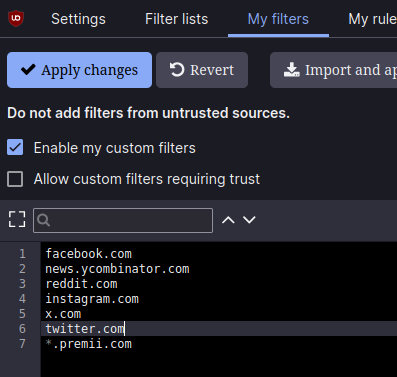 UD Settings Filter lists My filters My rule
Apply changes Revert Import and ap
Do not add filters from untrusted sources.
Enable my custom filters
Allow custom filters requiring trust
1 facebook.com
2 news.ycombinator.com
3 reddit.com
4 instagram.com
5 x.com
6 twitter.com
7 *.premii.com